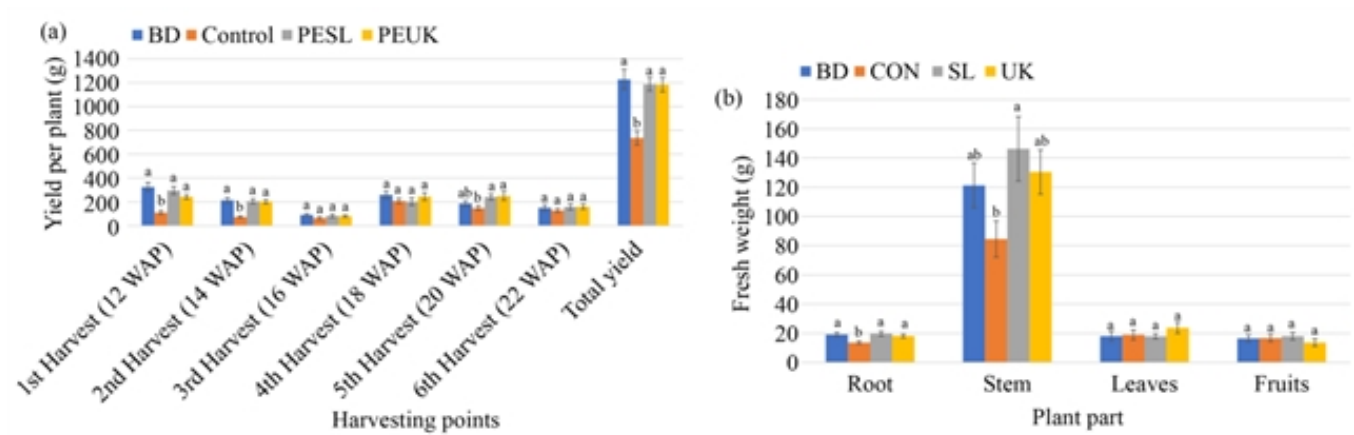 (a)
BD Control PESL PEUK
Yield per plant (g)
1400
1200
1000
800
600
400
200
0
a b a a
a b a a
a a a a
a a a a
ab b a a
a a a a
a b a a
1st Harvest (12 WAP)
2nd Harvest (14 WAP)
3rd Harvest (16 WAP)
4th Harvest (18 WAP)
5th Harvest (20 WAP)
6th Harvest (22 WAP)
Total yield
Harvesting points
(b)
BD CON SL UK
Fresh weight (g)
180
160
140
120
100
80
60
40
20
0
a b a a
ab b a ab
a a a a
a a a a
Root Stem Leaves Fruits
Plant part